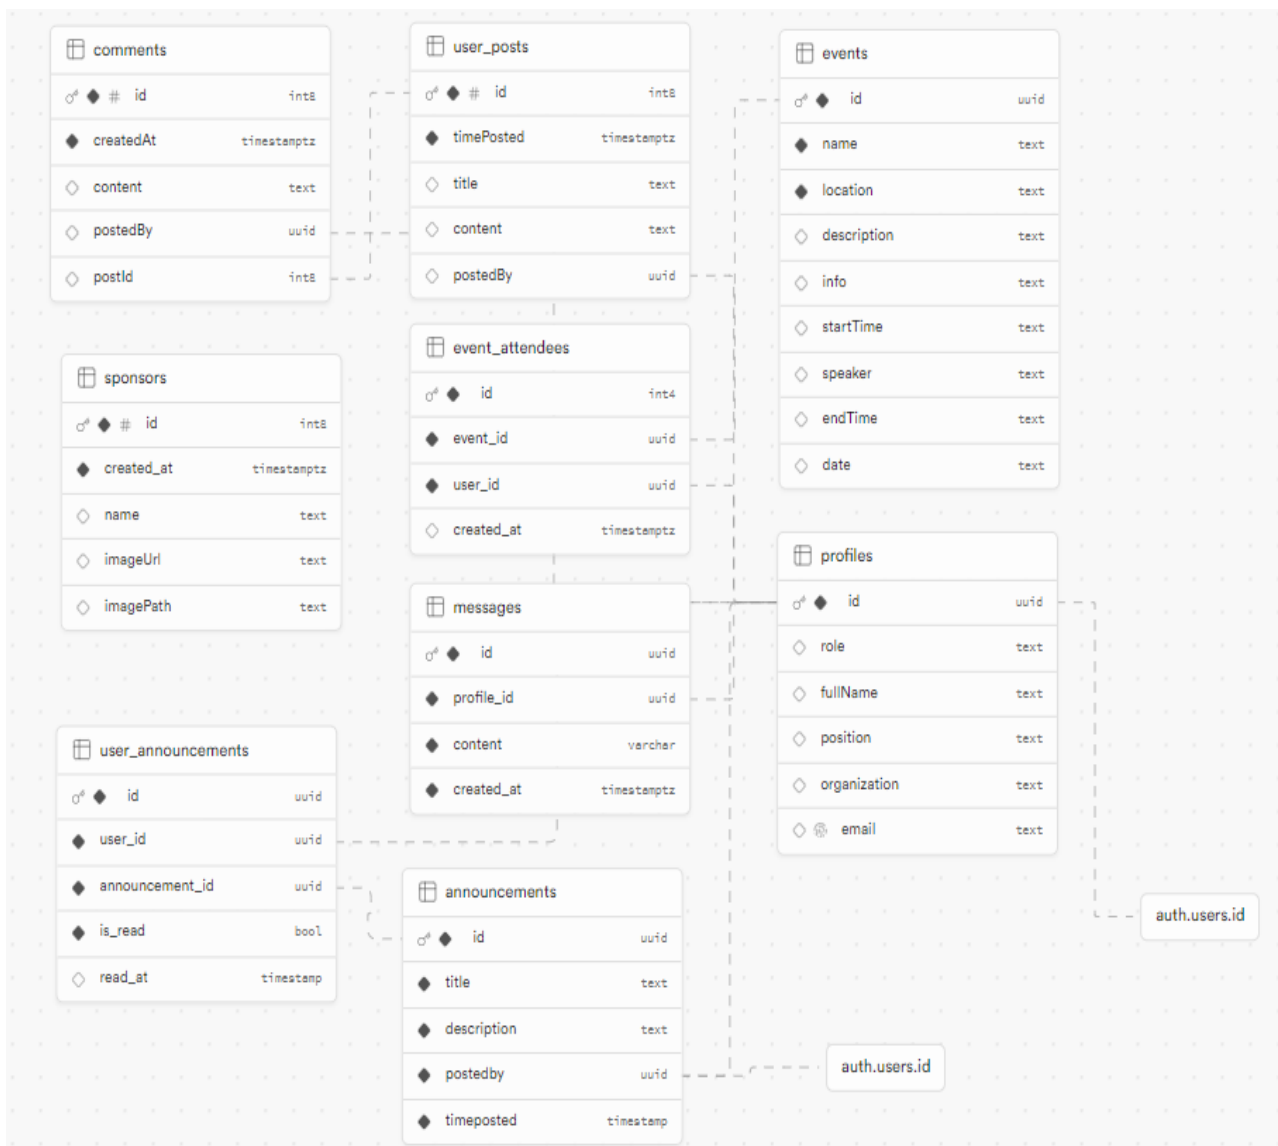 comments
# id int8
createdAt timestamptz
content text
postedBy uuid
postId int8
user_posts
# id int8
timePosted timestamptz
title text
content text
postedBy uuid
events
id uuid
name text
location text
description text
info text
startTime text
speaker text
endTime text
date text
sponsors
# id int8
created_at timestamptz
name text
imageUrl text
imagePath text
event_attendees
id int4
event_id uuid
user_id uuid
created_at timestamptz
messages
id uuid
profile_id uuid
content varchar
created_at timestamptz
profiles
id uuid
role text
fullName text
position text
organization text
email text
user_announcements
id uuid
user_id uuid
announcement_id uuid
is_read bool
read_at timestamp
announcements
id uuid
title text
description text
postedby uuid
timeposted timestamp
auth.users.id
auth.users.id